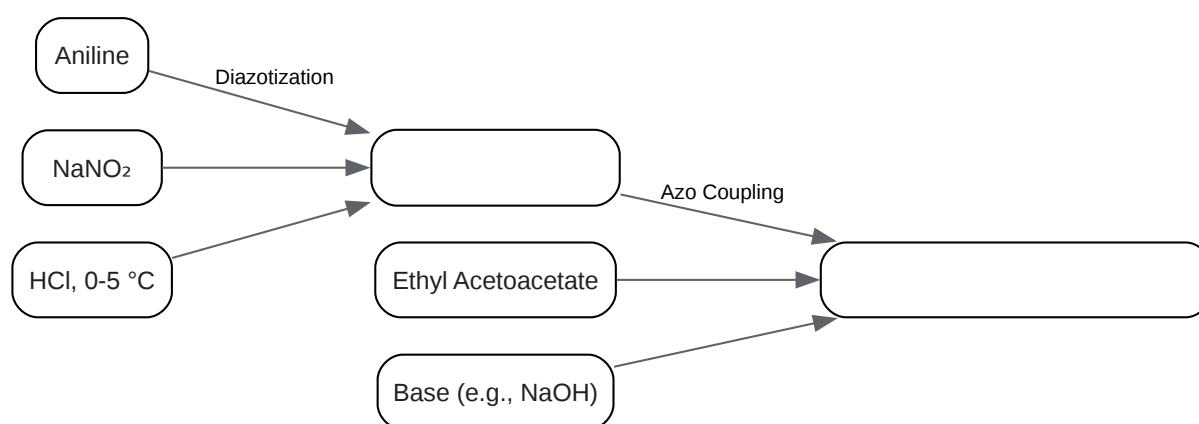 Aniline
Diazotization
NaNO₂
Azo Coupling
HCl, 0-5 °C
Ethyl Acetoacetate
Base (e.g., NaOH)